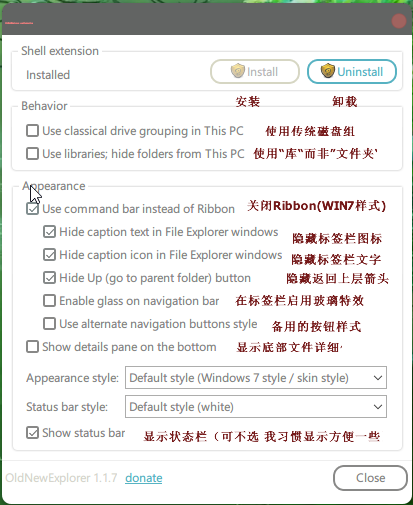 Shell extension
Installed
Install
Uninstall
安装
卸载
Behavior
Use classical drive grouping in This PC
使用传统磁盘组
Use libraries; hide folders from This PC
使用“库“而非”文件夹‘
Appearance
Use command bar instead of Ribbon
关闭Ribbon(WIN7样式)
Hide caption text in File Explorer windows
隐藏标签栏图标
Hide caption icon in File Explorer windows
隐藏标签栏文字
Hide Up (go to parent folder) button
隐藏返回上层箭头
Enable glass on navigation bar
在标签栏启用玻璃特效
Use alternate navigation buttons style
备用的按钮样式
Show details pane on the bottom
显示底部文件详细
Appearance style:
Default style (Windows 7 style / skin style)
Status bar style:
Default style (white)
Show status bar
显示状态栏（可不选 我习惯显示方便一些
OldNewExplorer 1.1.7
donate
Close